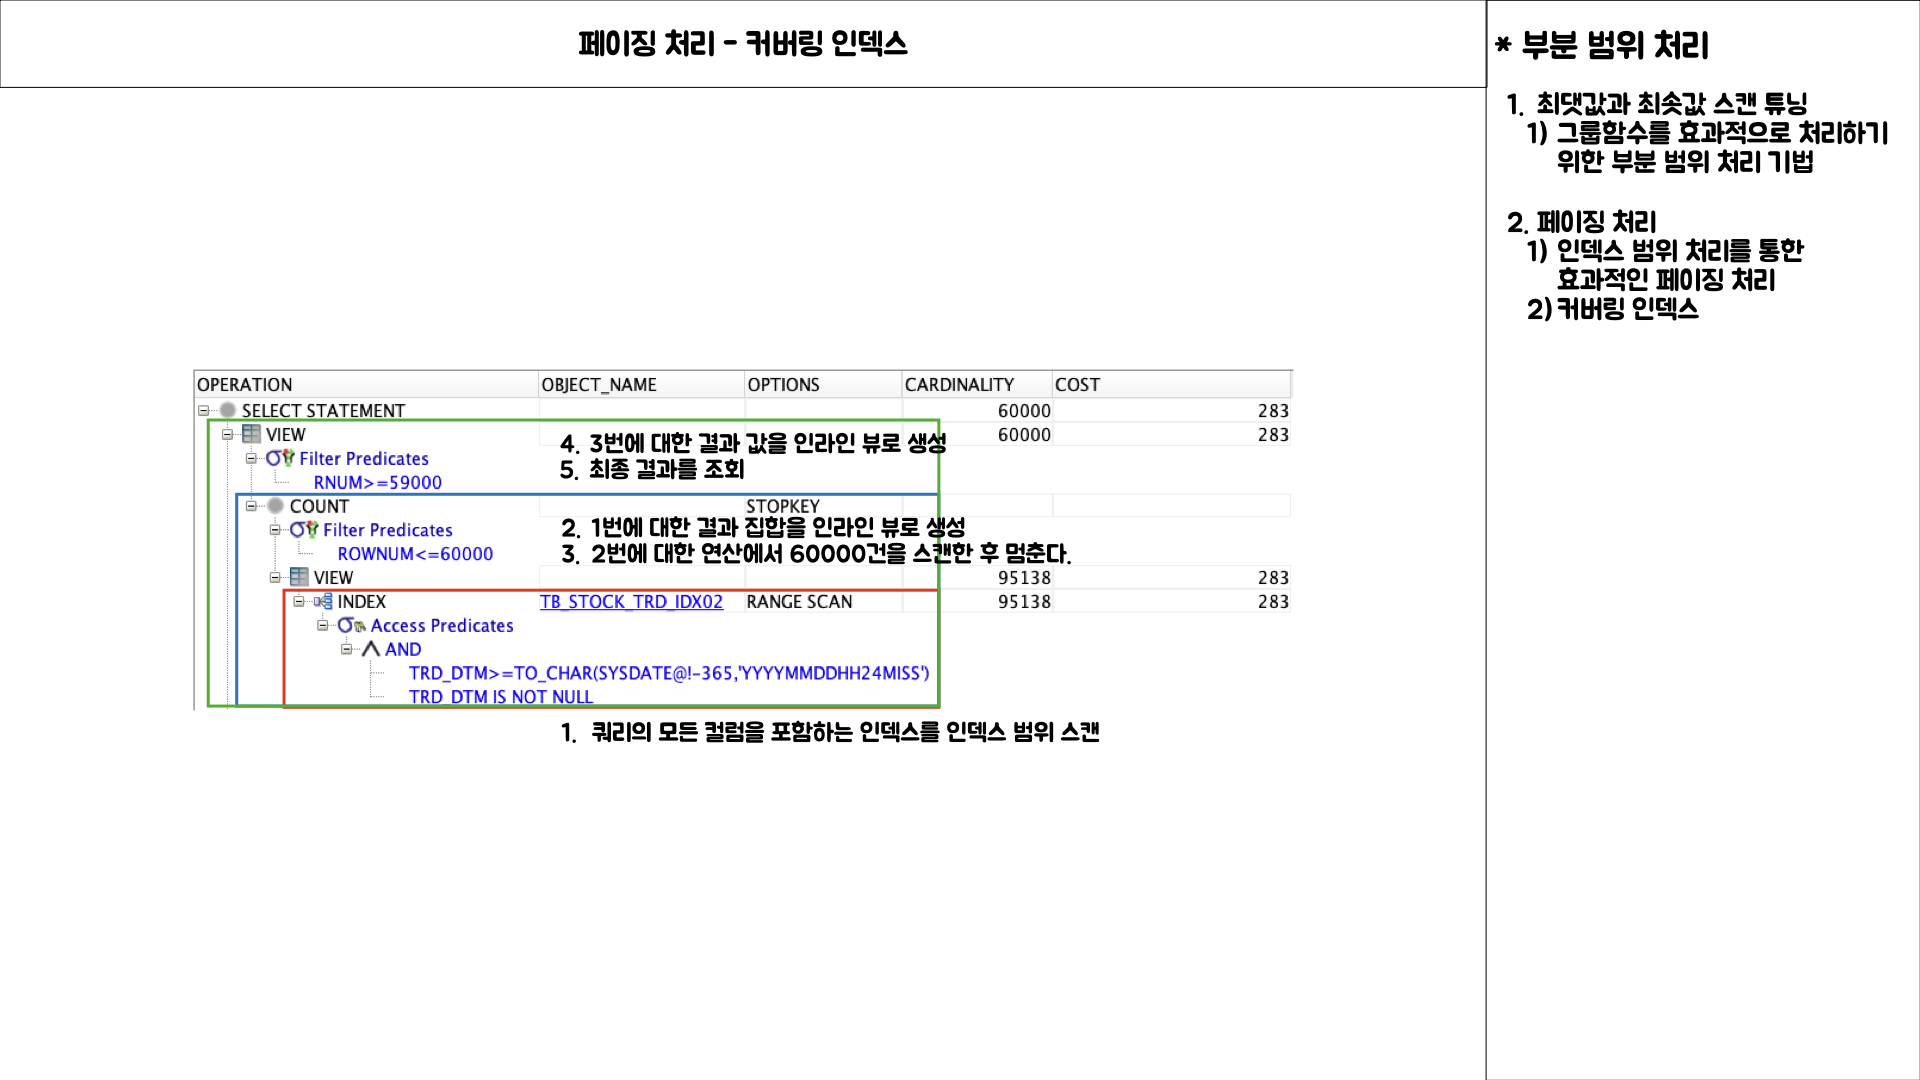 페이징 처리 - 커버링 인덱스
OPERATION OBJECT_NAME OPTIONS CARDINALITY COST
SELECT STATEMENT 60000 283
VIEW 60000 283
4. 3번에 대한 결과 값을 인라인 뷰로 생성
Filter Predicates
5. 최종 결과를 조회
RNUM>=59000
COUNT STOPKEY
2. 1번에 대한 결과 집합을 인라인 뷰로 생성
Filter Predicates
3. 2번에 대한 연산에서 60000건을 스캔한 후 멈춘다.
ROWNUM<=60000
VIEW 95138 283
INDEX TB_STOCK_TRD_IDX02 RANGE SCAN 95138 283
Access Predicates
AND
TRD_DTM>=TO_CHAR(SYSDATE@!-365,'YYYYMMDDHH24MISS')
TRD_DTM IS NOT NULL
1. 쿼리의 모든 컬럼을 포함하는 인덱스를 인덱스 범위 스캔
* 부분 범위 처리
1. 최댓값과 최솟값 스캔 튜닝
1) 그룹함수를 효과적으로 처리하기
위한 부분 범위 처리 기법
2. 페이징 처리
1) 인덱스 범위 처리를 통한
효과적인 페이징 처리
2) 커버링 인덱스